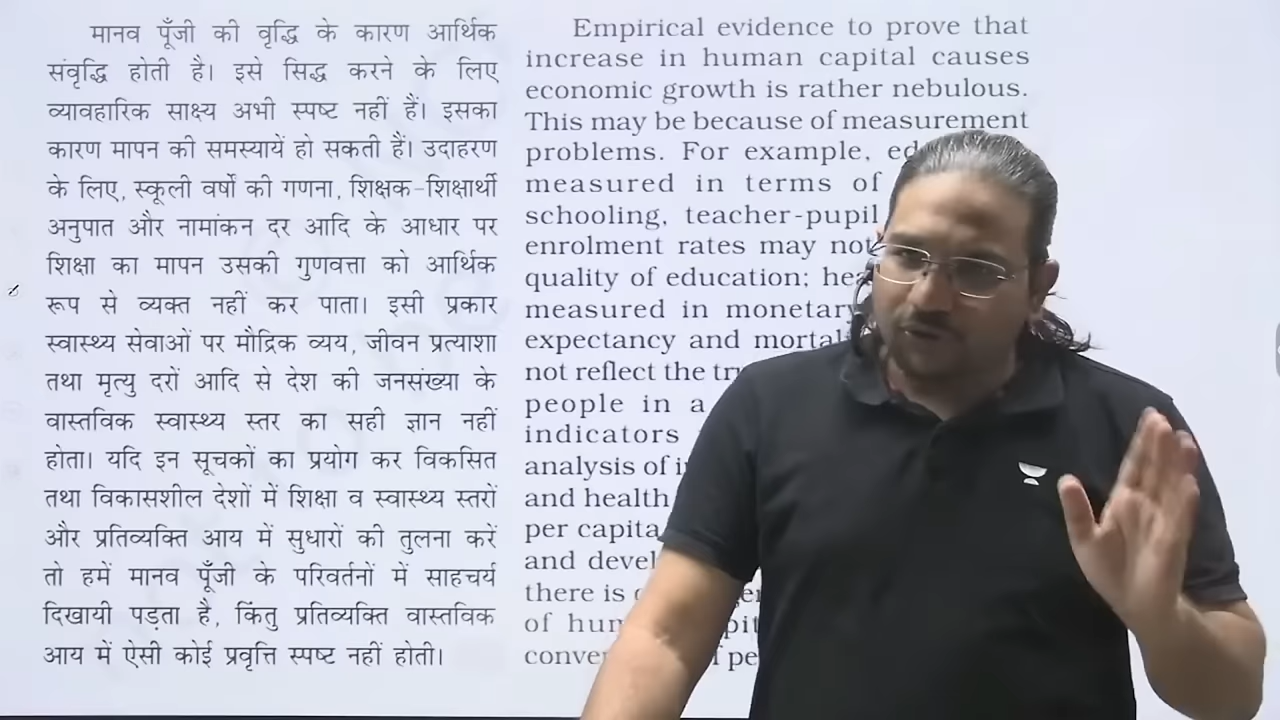 मानव पूँजी की वृद्धि के कारण आर्थिक
संवृद्धि होती है। इसे सिद्ध करने के लिए
व्यावहारिक साक्ष्य अभी स्पष्ट नहीं हैं। इसका
कारण मापन की समस्यायें हो सकती हैं। उदाहरण
के लिए, स्कूली वर्षों की गणना, शिक्षक-शिक्षार्थी
अनुपात और नामांकन दर आदि के आधार पर
शिक्षा का मापन उसकी गुणवत्ता को आर्थिक
रूप से व्यक्त नहीं कर पाता। इसी प्रकार
स्वास्थ्य सेवाओं पर मौद्रिक व्यय, जीवन प्रत्याशा
तथा मृत्यु दरों आदि से देश की जनसंख्या के
वास्तविक स्वास्थ्य स्तर का सही ज्ञान नहीं
होता। यदि इन सूचकों का प्रयोग कर विकसित
तथा विकासशील देशों में शिक्षा व स्वास्थ्य स्तरों
और प्रतिव्यक्ति आय में सुधारों की तुलना करें
तो हमें मानव पूँजी के परिवर्तनों में साहचर्य
दिखायी पड़ता है, किंतु प्रतिव्यक्ति वास्तविक
आय में ऐसी कोई प्रवृत्ति स्पष्ट नहीं होती।
Empirical evidence to prove that
increase in human capital causes
economic growth is rather nebulous.
This may be because of measurement
problems. For example,
measured in terms of
schooling, teacher-pupil
enrolment rates may not
quality of education;
measured in monetary
expectancy and
not reflect the
people in a
indicators
analysis of
and health
per capita
and
there is
of